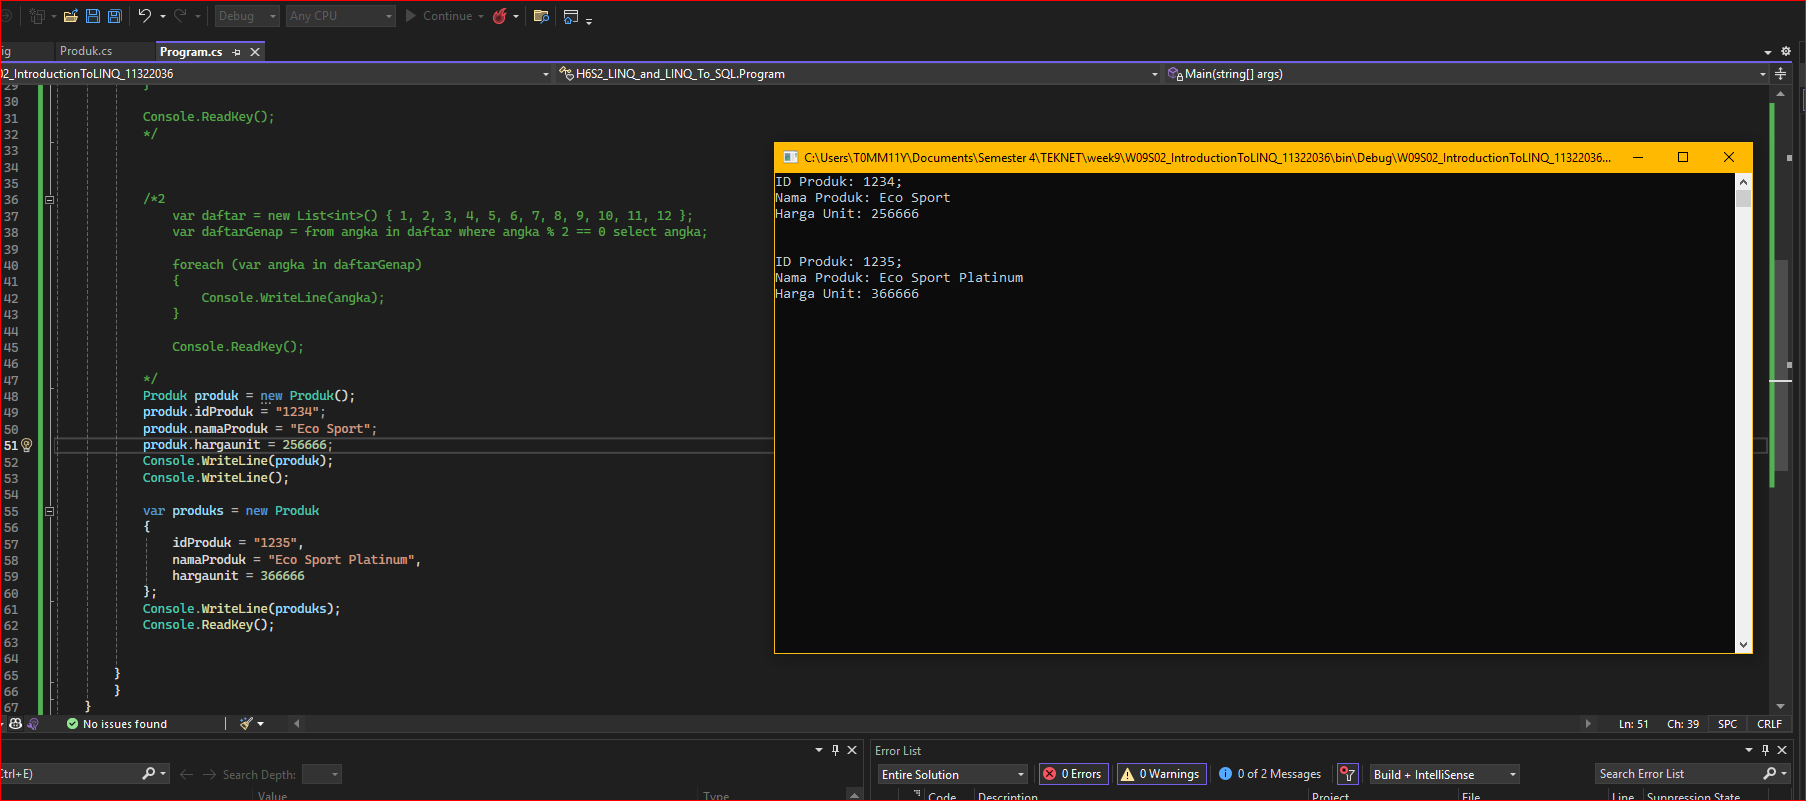 Debug
Any CPU
Continue
ig
Produk.cs
Program.cs
02_IntroductionToLINQ_11322036
H6S2_LINQ_and_LINQ_To_SQL.Program
Main(string[] args)
29 }
30
31 Console.ReadKey();
32 */
33
34
35
36 /*2
37 var daftar = new List<int>() { 1, 2, 3, 4, 5, 6, 7, 8, 9, 10, 11, 12 };
38 var daftarGenap = from angka in daftar where angka % 2 == 0 select angka;
39
40 foreach (var angka in daftarGenap)
41 {
42 Console.WriteLine(angka);
43 }
44
45 Console.ReadKey();
46
47 */
48 Produk produk = new Produk();
49 produk.idProduk = "1234";
50 produk.namaProduk = "Eco Sport";
51 produk.hargaunit = 256666;
52 Console.WriteLine(produk);
53 Console.WriteLine();
54
55 var produks = new Produk
56 {
57 idProduk = "1235",
58 namaProduk = "Eco Sport Platinum",
59 hargaunit = 366666
60 };
61 Console.WriteLine(produks);
62 Console.ReadKey();
63
64
65 }
66 }
67 }
C:\Users\T0MM11Y\Documents\Semester 4\TEKNET\week9\W09S02_IntroductionToLINQ_11322036\bin\Debug\W09S02_IntroductionToLINQ_11322036...
ID Produk: 1234;
Nama Produk: Eco Sport
Harga Unit: 256666
ID Produk: 1235;
Nama Produk: Eco Sport Platinum
Harga Unit: 366666
No issues found
Ln: 51 Ch: 39 SPC CRLF
Ctrl+E)
Search Depth:
Value Type
Error List
Entire Solution
0 Errors
0 Warnings
0 of 2 Messages
Build + IntelliSense
Search Error List
Code Description Project File Line Suppression State